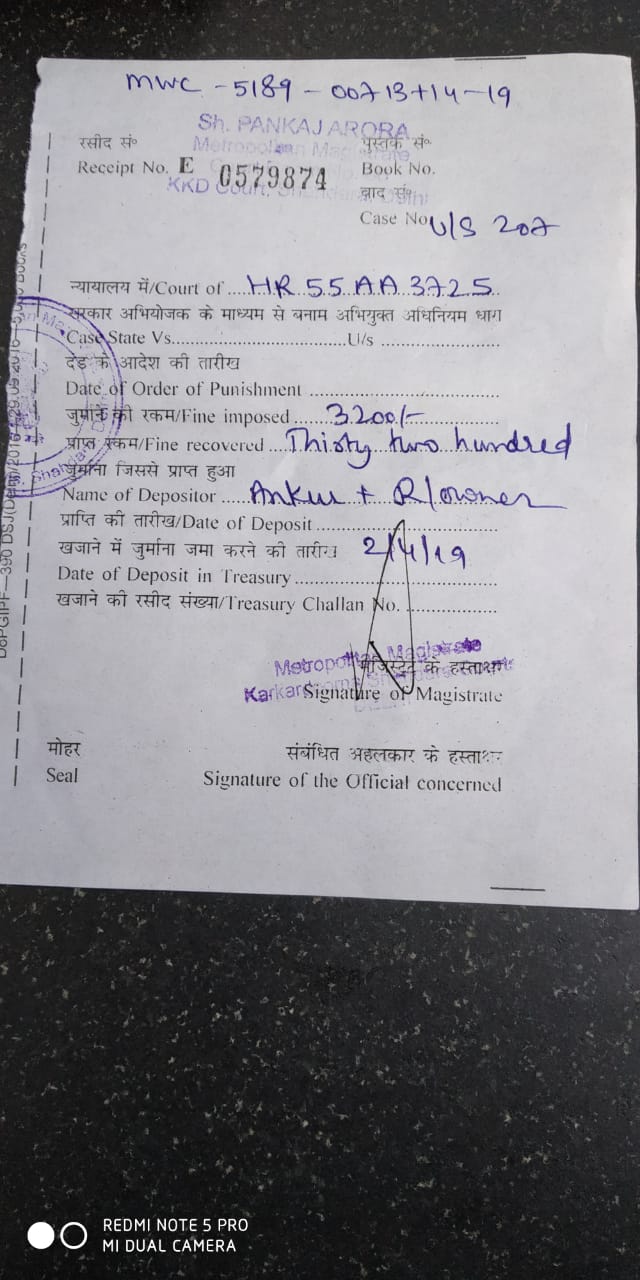 MWC - 5189 - 00713+14-19
Sh. PANKAJ ARORA
रसीद सं०
Metropolitan Magistrate
पुस्तक सं०
Receipt No. E 0579874
Book No.
KKD Court, Delhi
वाद सं०
Case No U/S 207
न्यायालय में/Court of ....HR 55 AA 3725
सरकार अभियोजक के माध्यम से बनाम अभियुक्त अधिनियम धारा
Case State Vs...............................U/s ......................
दंड के आदेश की तारीख
Date of Order of Punishment ..................................
जुर्माने की रकम/Fine imposed ......3200/-
प्राप्त रकम/Fine recovered ....Thisty two hundred
जुर्माना जिससे प्राप्त हुआ
Name of Depositor .....Ankur + R/owner
प्राप्ति की तारीख/Date of Deposit ................................
खजाने में जुर्माना जमा करने की तारीख 2/4/19
Date of Deposit in Treasury ....................................
खजाने की रसीद संख्या/Treasury Challan No. ................
Metropolitan Magistrate
मजिस्ट्रेट के हस्ताक्षर
Signature of Magistrate
मोहर
संबंधित अहलकार के हस्ताक्षर
Seal
Signature of the Official concerned
REDMI NOTE 5 PRO
MI DUAL CAMERA